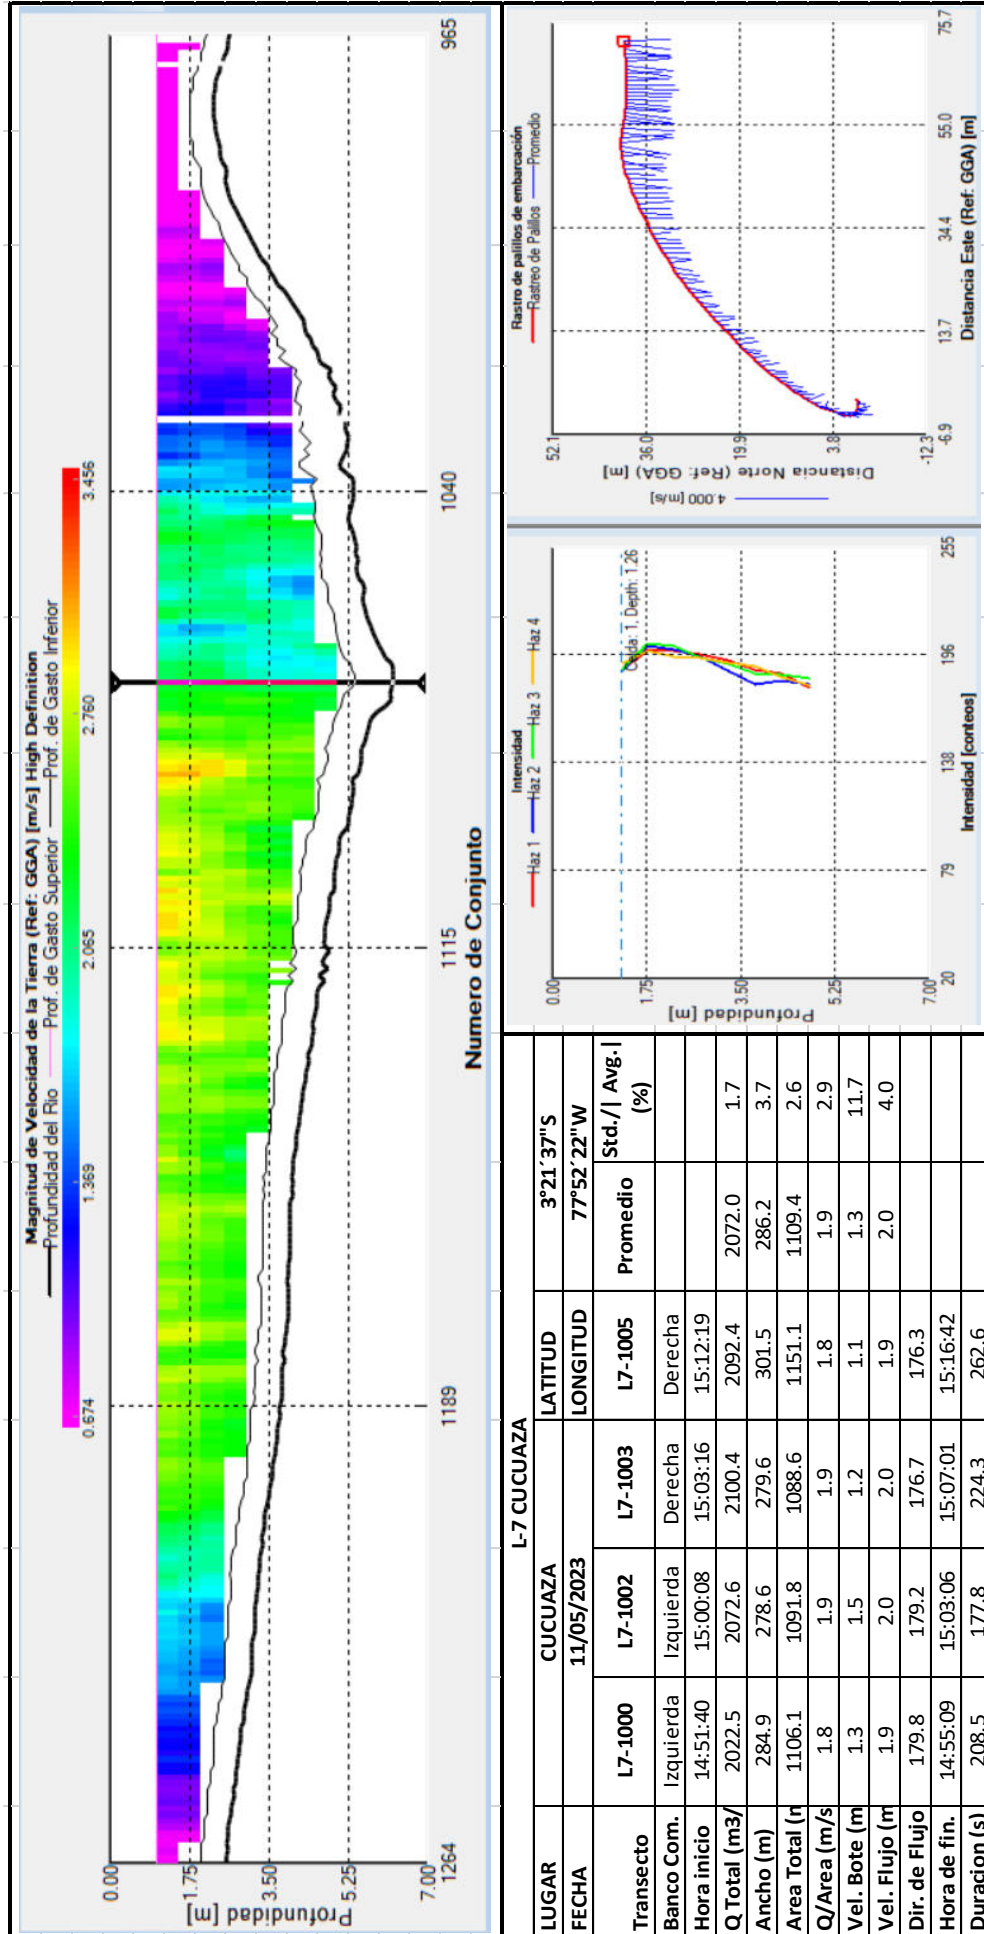 Magnitud de Velocidad de la Tierra (Ref: GGA) [m/s] High Definition
Profundidad del Rio Prof. de Gasto Superior Prof. de Gasto Inferior
0.674 1.369 2.065 2.760 3.456
Profundidad [m]
0.00
1.75
3.50
5.25
7.00
1264 1189 1115 1040 965
Numero de Conjunto
L-7 CUCUAZA
LUGAR CUCUAZA LATITUD 3°21´37"S
FECHA 11/05/2023 LONGITUD 77°52´22"W
Transecto L7-1000 L7-1002 L7-1003 L7-1005 Promedio Std./| Avg.| (%)
Banco Com. Izquierda Izquierda Derecha Derecha
Hora inicio 14:51:40 15:00:08 15:03:16 15:12:19
Q Total (m3/ 2022.5 2072.6 2100.4 2092.4 2072.0 1.7
Ancho (m) 284.9 278.6 279.6 301.5 286.2 3.7
Area Total (m 1106.1 1091.8 1088.6 1151.1 1109.4 2.6
Q/Area (m/s 1.8 1.9 1.9 1.8 1.9 2.9
Vel. Bote (m 1.3 1.5 1.2 1.1 1.3 11.7
Vel. Flujo (m 1.9 2.0 2.0 1.9 2.0 4.0
Dir. de Flujo 179.8 179.2 176.7 176.3
Hora de fin. 14:55:09 15:03:06 15:07:01 15:16:42
Duracion (s) 208.5 177.8 224.3 262.6
Intensidad
Haz 1 Haz 2 Haz 3 Haz 4
Profundidad [m]
0.00
1.75
3.50
5.25
7.00
Celda: 1, Depth: 1.26
20 79 138 196 255
Intensidad [conteos]
Rastro de palillos de embarcación
Rastreo de Palillos Promedio
4.000 [m/s]
Distancia Norte (Ref: GGA) [m]
52.1
36.0
19.9
3.8
-12.3
-6.9 13.7 34.4 55.0 75.7
Distancia Este (Ref: GGA) [m]